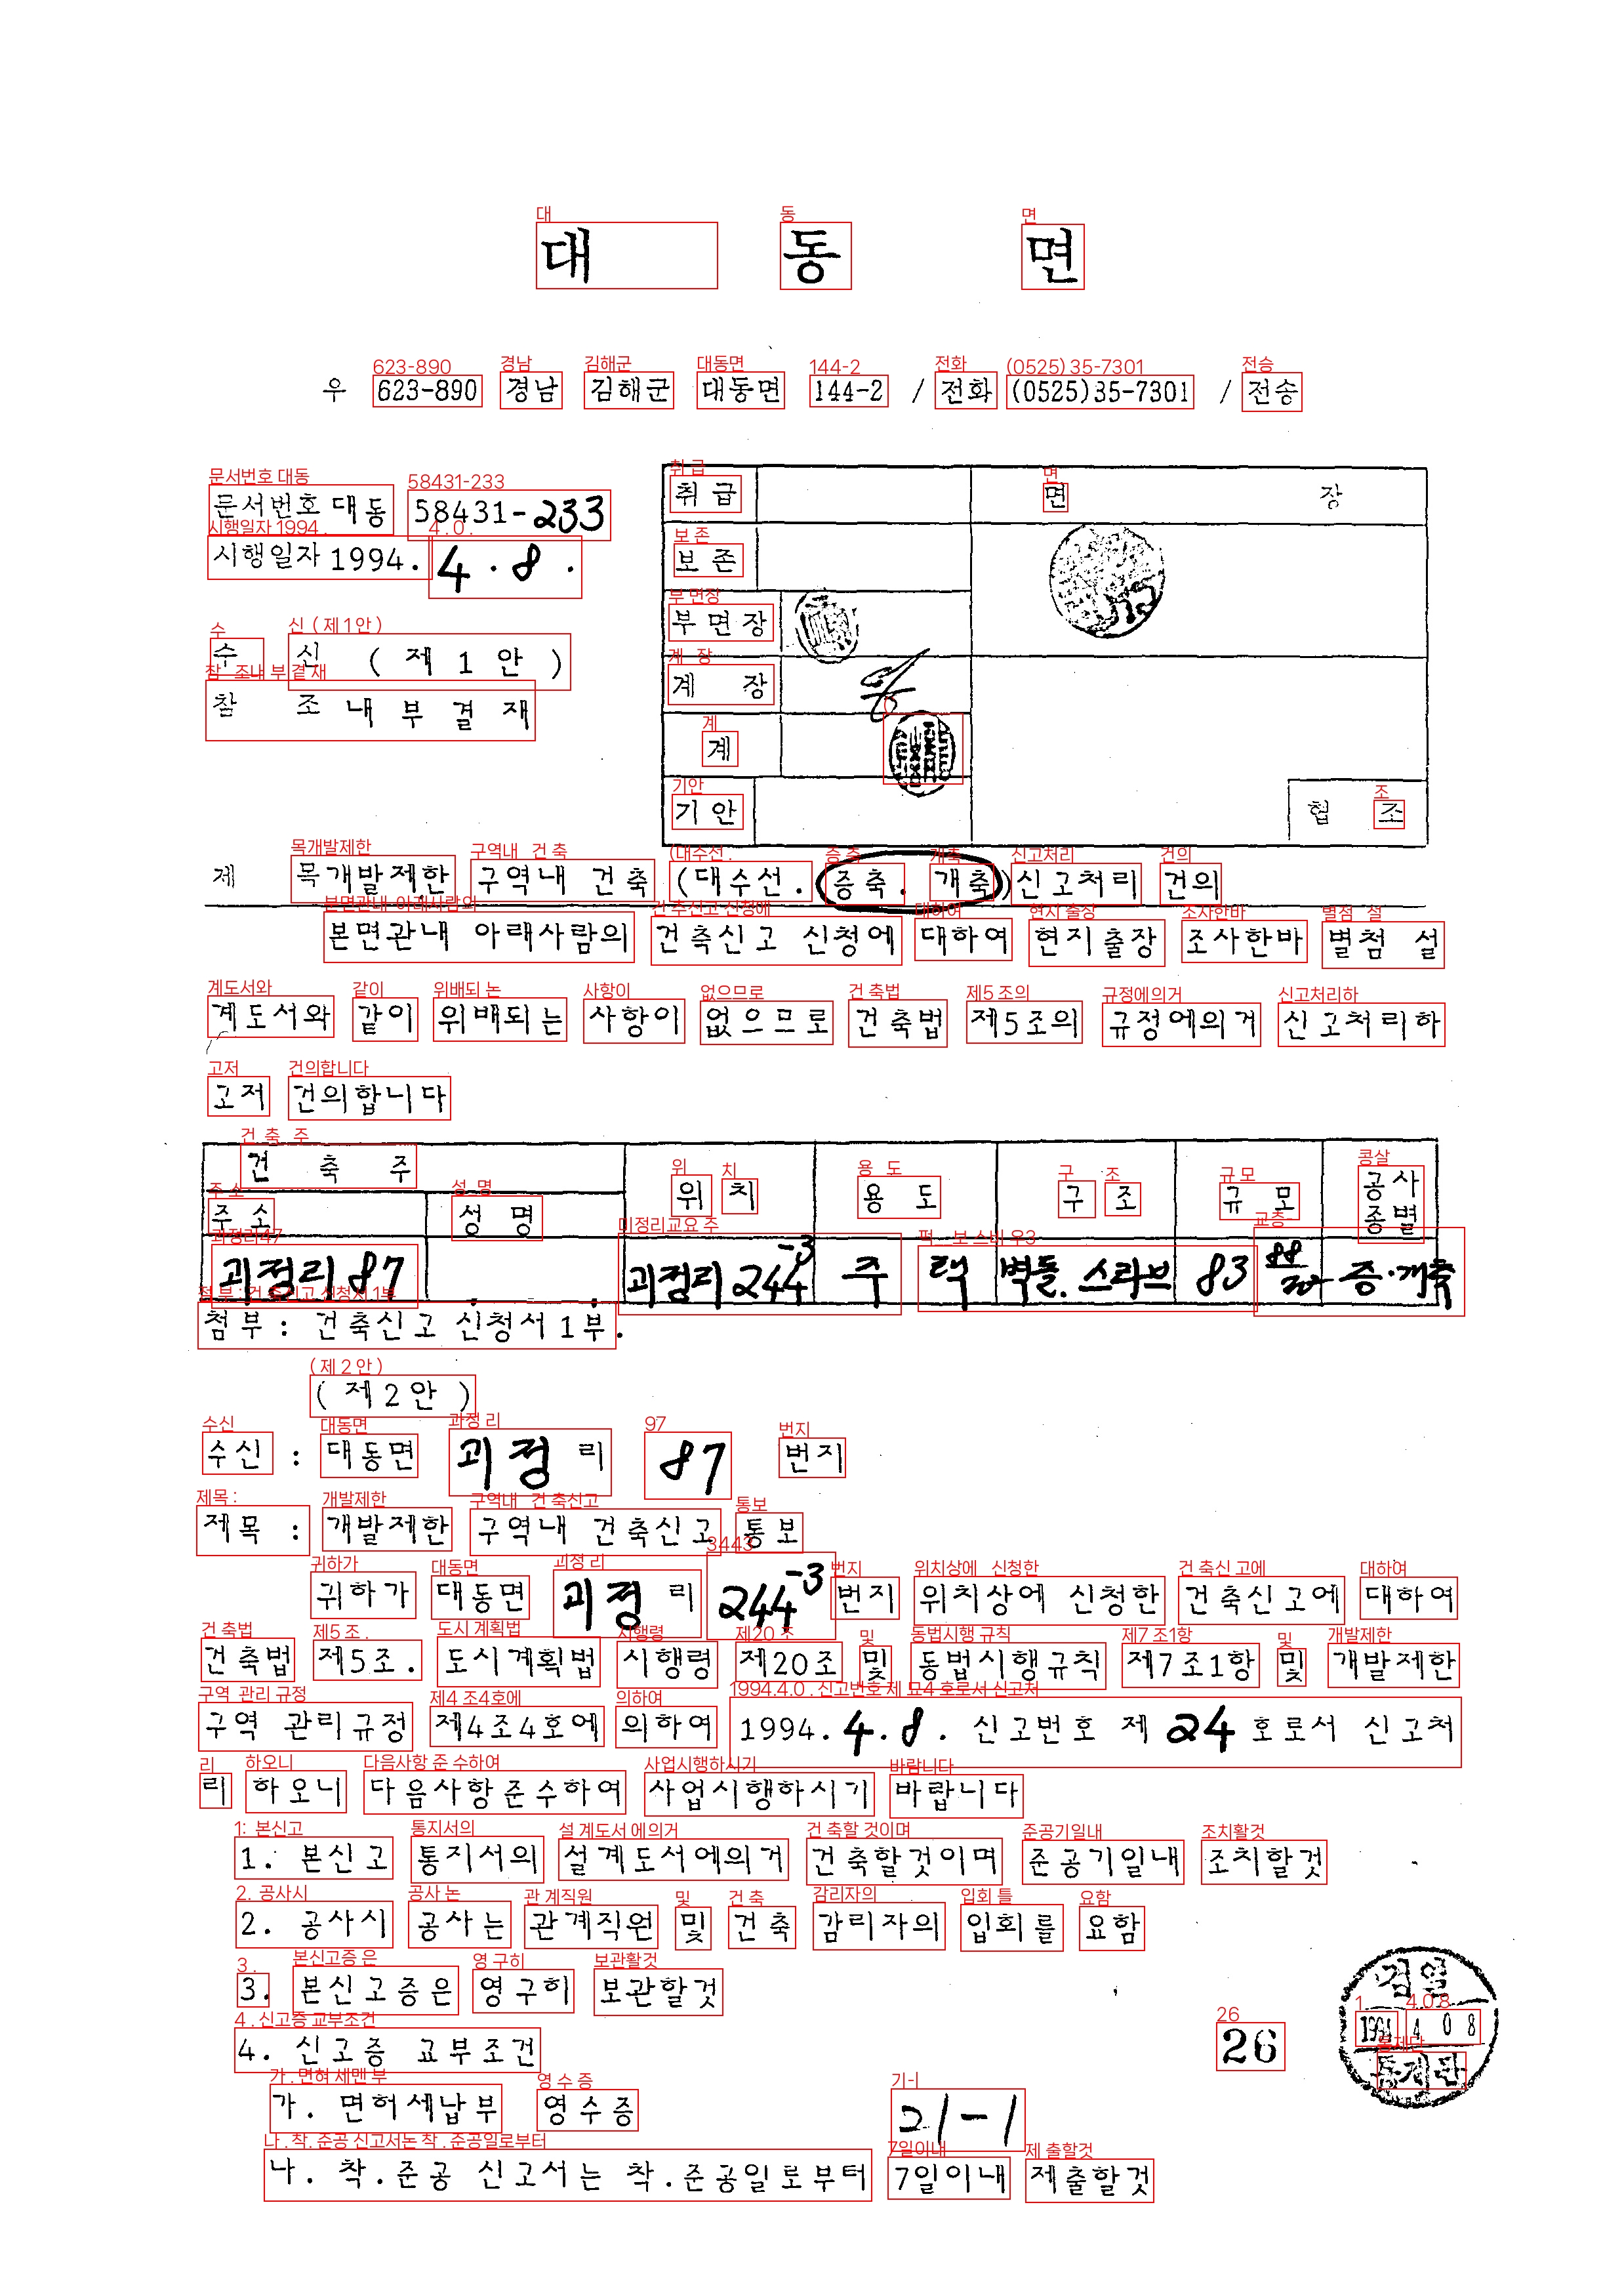 대 동 면
우 623-890 경남 김해군 대동면 144-2 / 전화 (0525)35-7301 / 전송
문서번호 대동 58431-233
시행일자 1994. 4. 8.
수 신 (제1안)
참 조 내부결재
취급
면 장
보존
부면장
계 장
계
기안
협 조
제 목 개발제한 구역내 건축 (대수선. 증축. 개축) 신고처리 건의
본면관내 아래사람의 건축신고 신청에 대하여 현지출장 조사한바 별첨 설
계도서와 같이 위배되는 사항이 없으므로 건축법 제5조의 규정에의거 신고처리하
고저 건의합니다
건 축 주 위 치 용 도 구 조 규 모 공사종별
주 소 성 명
괴정리 87 괴정리 244-3 주 택 벽돌.스라브 83 증.개축
첨부 : 건축신고 신청서 1부.
(제2안)
수신 : 대동면 괴정리 87 번지
제목 : 개발제한 구역내 건축신고 통보
귀하가 대동면 괴정리 244-3 번지 위치상에 신청한 건축신고에 대하여
건축법 제5조. 도시계획법 시행령 제20조 및 동법시행규칙 제7조1항 및 개발제한
구역 관리규정 제4조4호에 의하여 1994. 4. 8. 신고번호 제 24 호로서 신고처
리 하오니 다음사항 준수하여 사업시행하시기 바랍니다
1. 본신고 통지서의 설계도서에의거 건축할것이며 준공기일내 조치할것
2. 공사시 공사는 관계직원 및 건축 감리자의 입회를 요함
3. 본신고증은 영구히 보관할것
4. 신고증 교부조건
가. 면허세납부 영수증
나. 착.준공 신고서는 착.준공일로부터 7일이내 제출할것
21-1
26
검열
1994 4 08
통제관